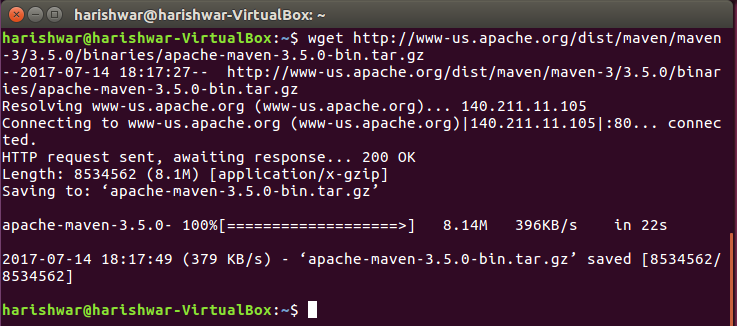 harishwar@harishwar-VirtualBox: ~
harishwar@harishwar-VirtualBox:~$ wget http://www-us.apache.org/dist/maven/maven
-3/3.5.0/binaries/apache-maven-3.5.0-bin.tar.gz
--2017-07-14 18:17:27--  http://www-us.apache.org/dist/maven/maven-3/3.5.0/binar
ies/apache-maven-3.5.0-bin.tar.gz
Resolving www-us.apache.org (www-us.apache.org)... 140.211.11.105
Connecting to www-us.apache.org (www-us.apache.org)|140.211.11.105|:80... connec
ted.
HTTP request sent, awaiting response... 200 OK
Length: 8534562 (8.1M) [application/x-gzip]
Saving to: ‘apache-maven-3.5.0-bin.tar.gz’
apache-maven-3.5.0- 100%[===================>]   8.14M   396KB/s    in 22s
2017-07-14 18:17:49 (379 KB/s) - ‘apache-maven-3.5.0-bin.tar.gz’ saved [8534562/
8534562]
harishwar@harishwar-VirtualBox:~$